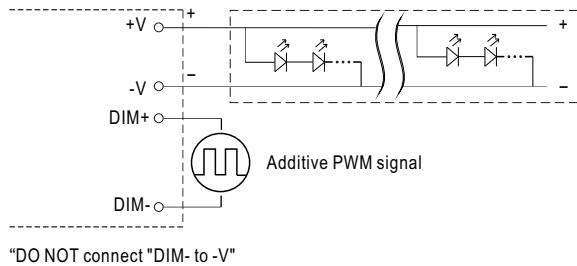 +V + +
-V – –
DIM+
Additive PWM signal
DIM-
“DO NOT connect "DIM- to -V"